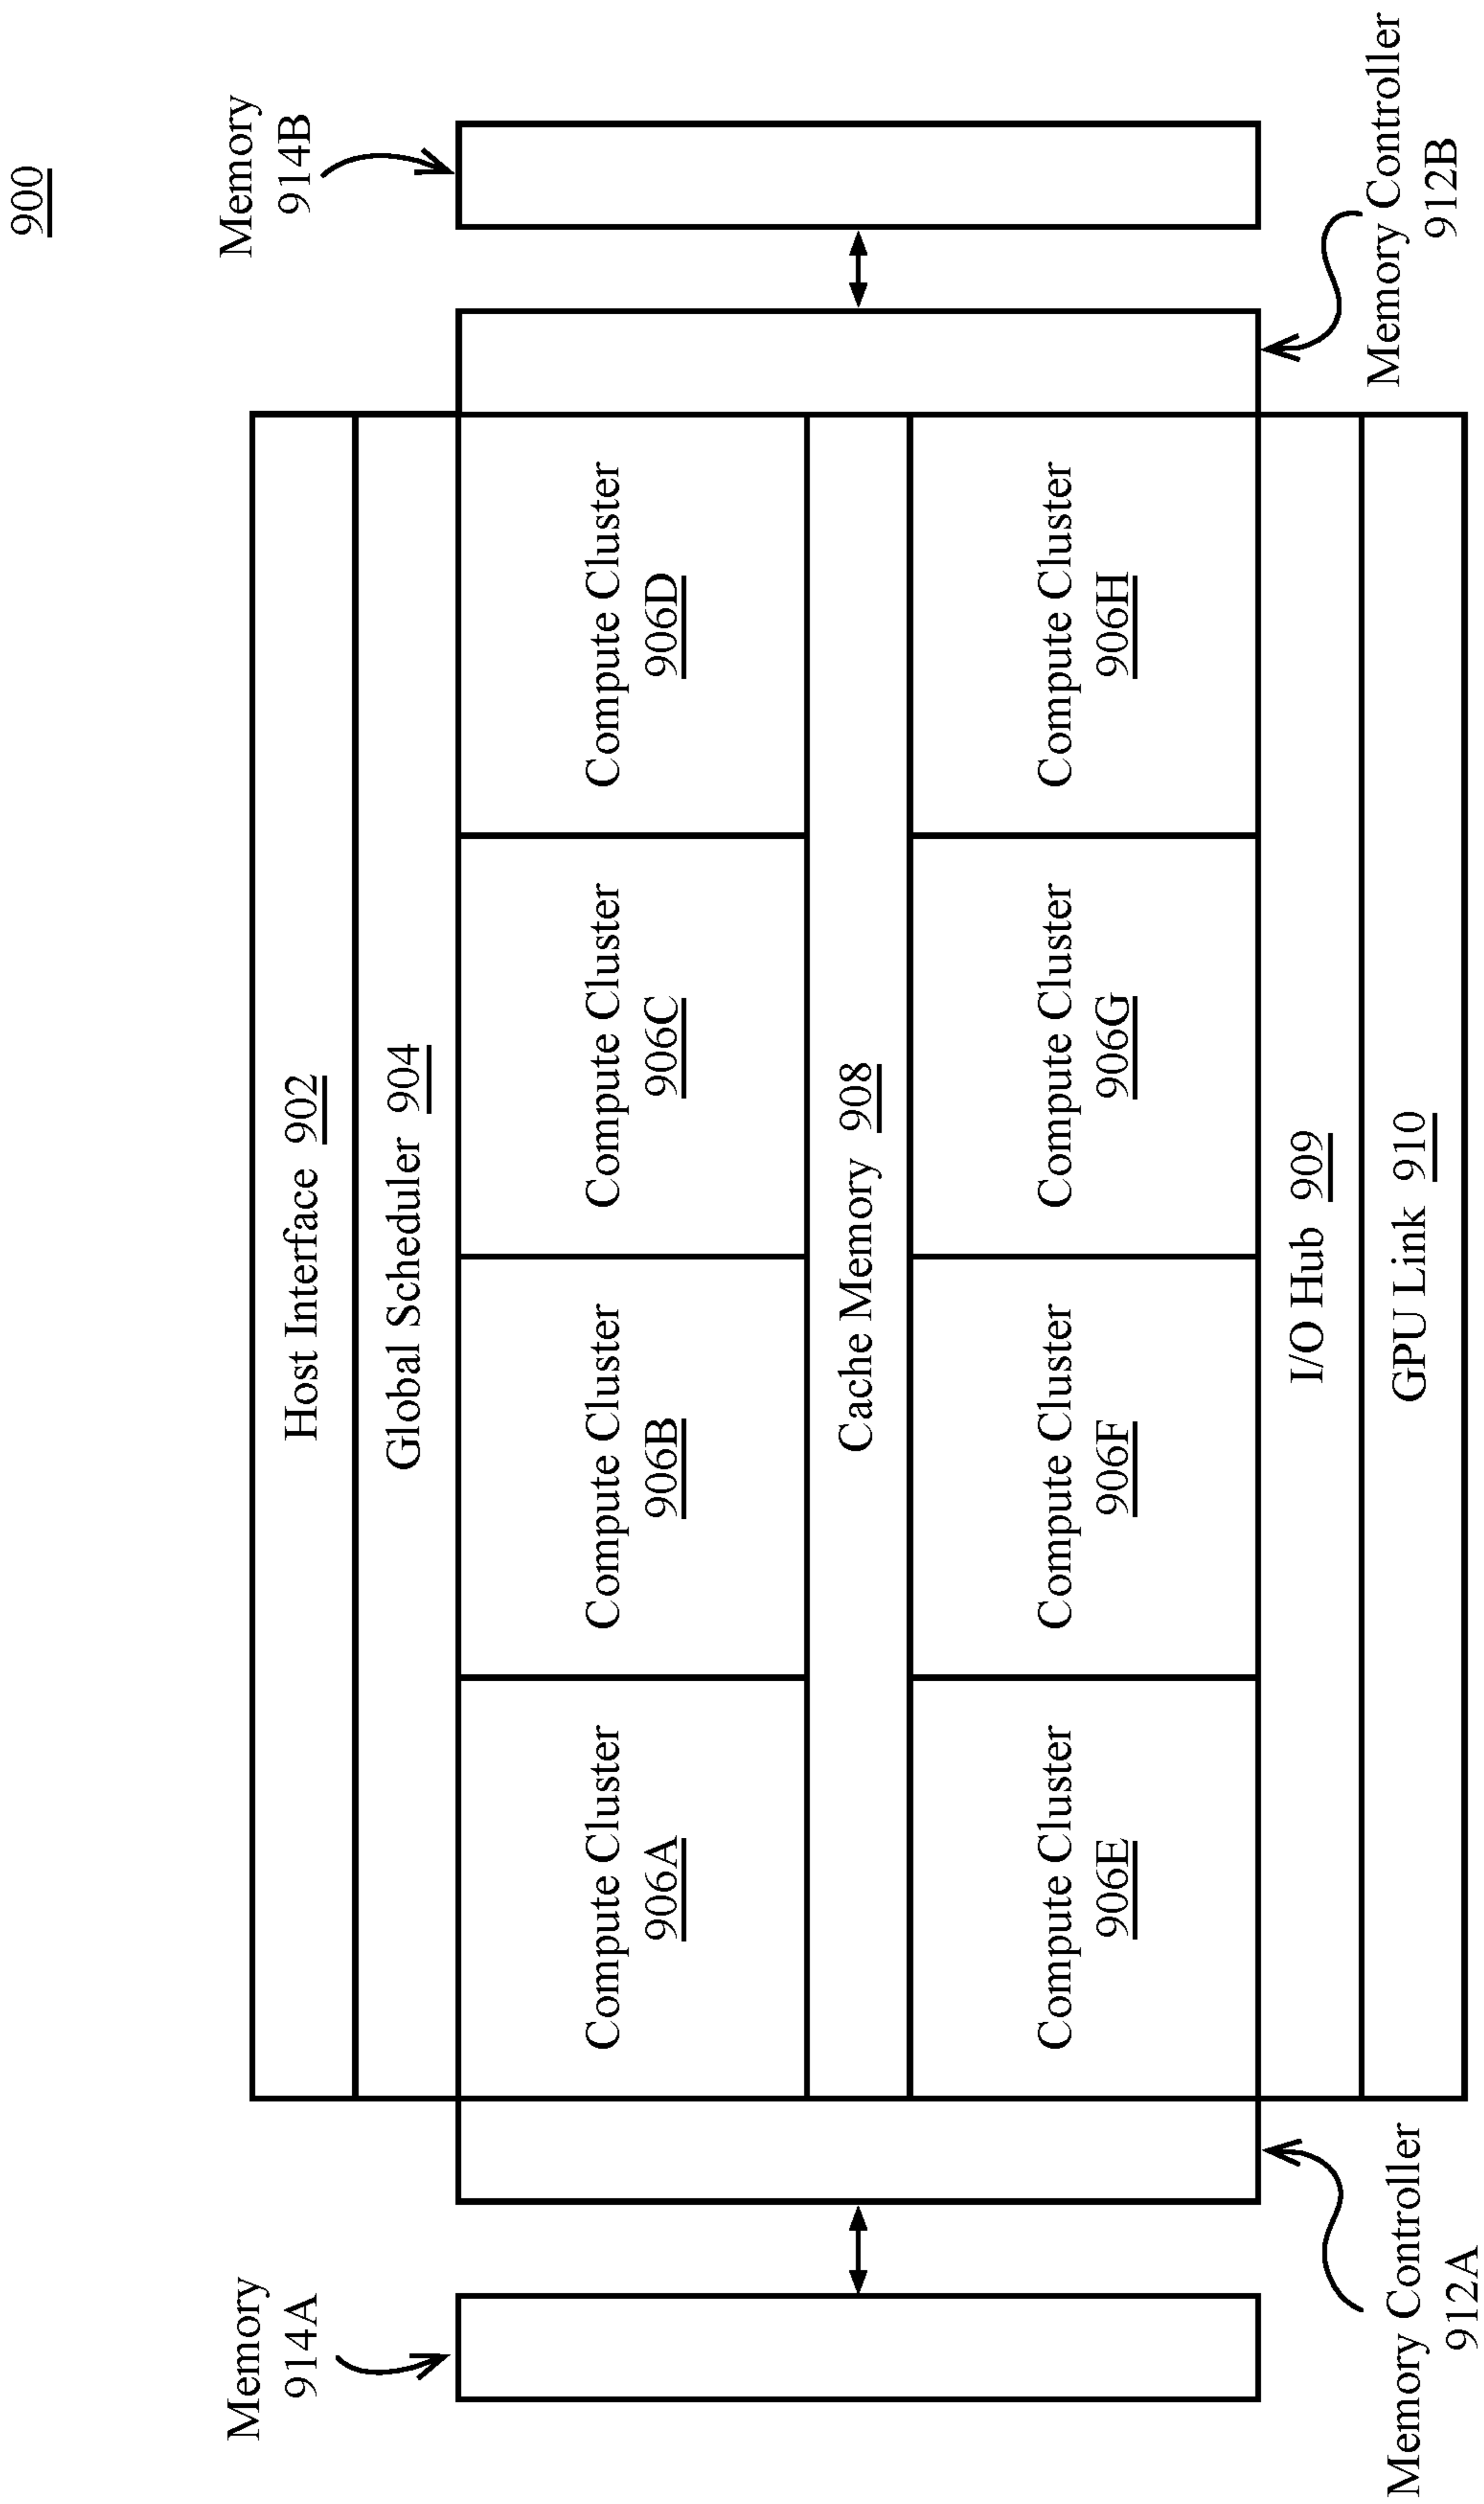 900
Memory
914A
Memory
914B
Host Interface 902
Global Scheduler 904
Compute Cluster
906A
Compute Cluster
906B
Compute Cluster
906C
Compute Cluster
906D
Cache Memory 908
Compute Cluster
906E
Compute Cluster
906F
Compute Cluster
906G
Compute Cluster
906H
I/O Hub 909
GPU Link 910
Memory Controller
912A
Memory Controller
912B